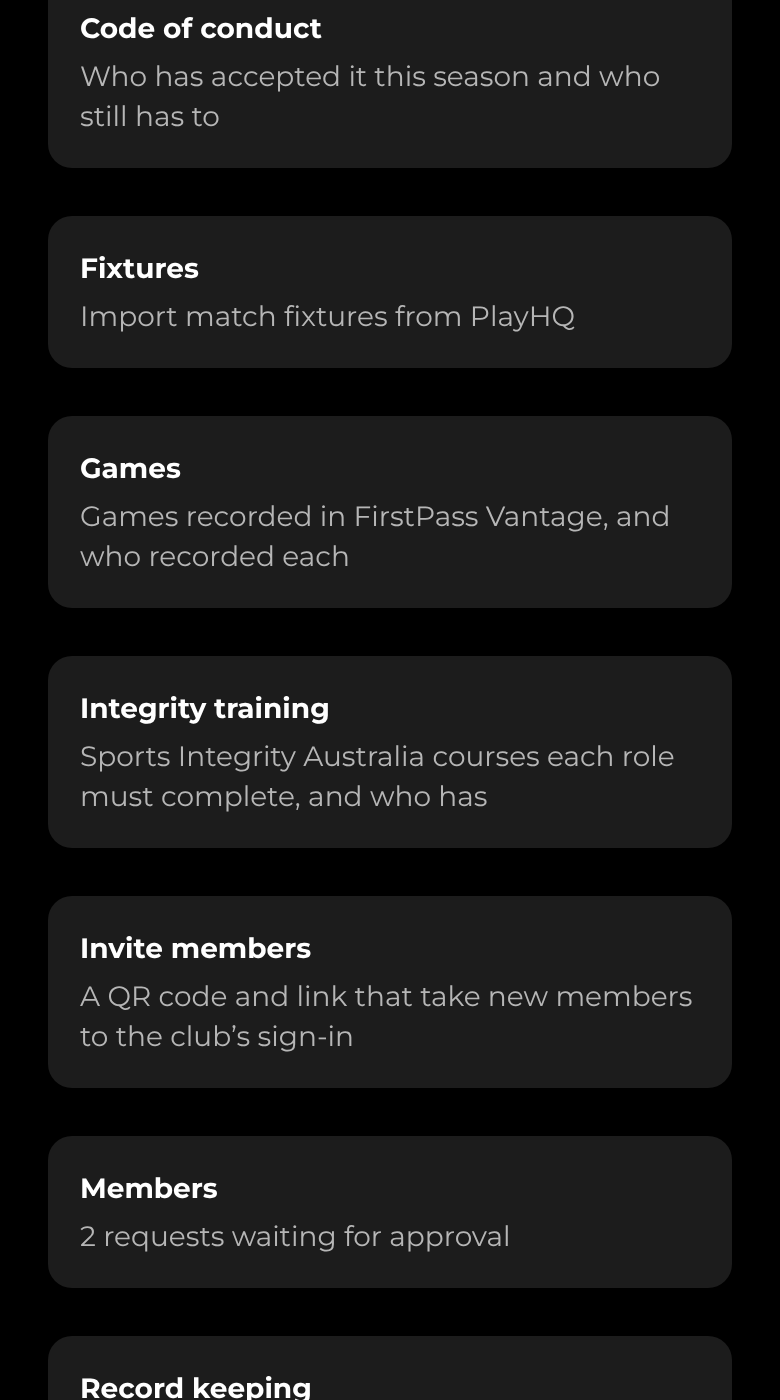 Code of conduct
Who has accepted it this season and who
still has to
Fixtures
Import match fixtures from PlayHQ
Games
Games recorded in FirstPass Vantage, and
who recorded each
Integrity training
Sports Integrity Australia courses each role
must complete, and who has
Invite members
A QR code and link that take new members
to the club’s sign-in
Members
2 requests waiting for approval
Record keeping